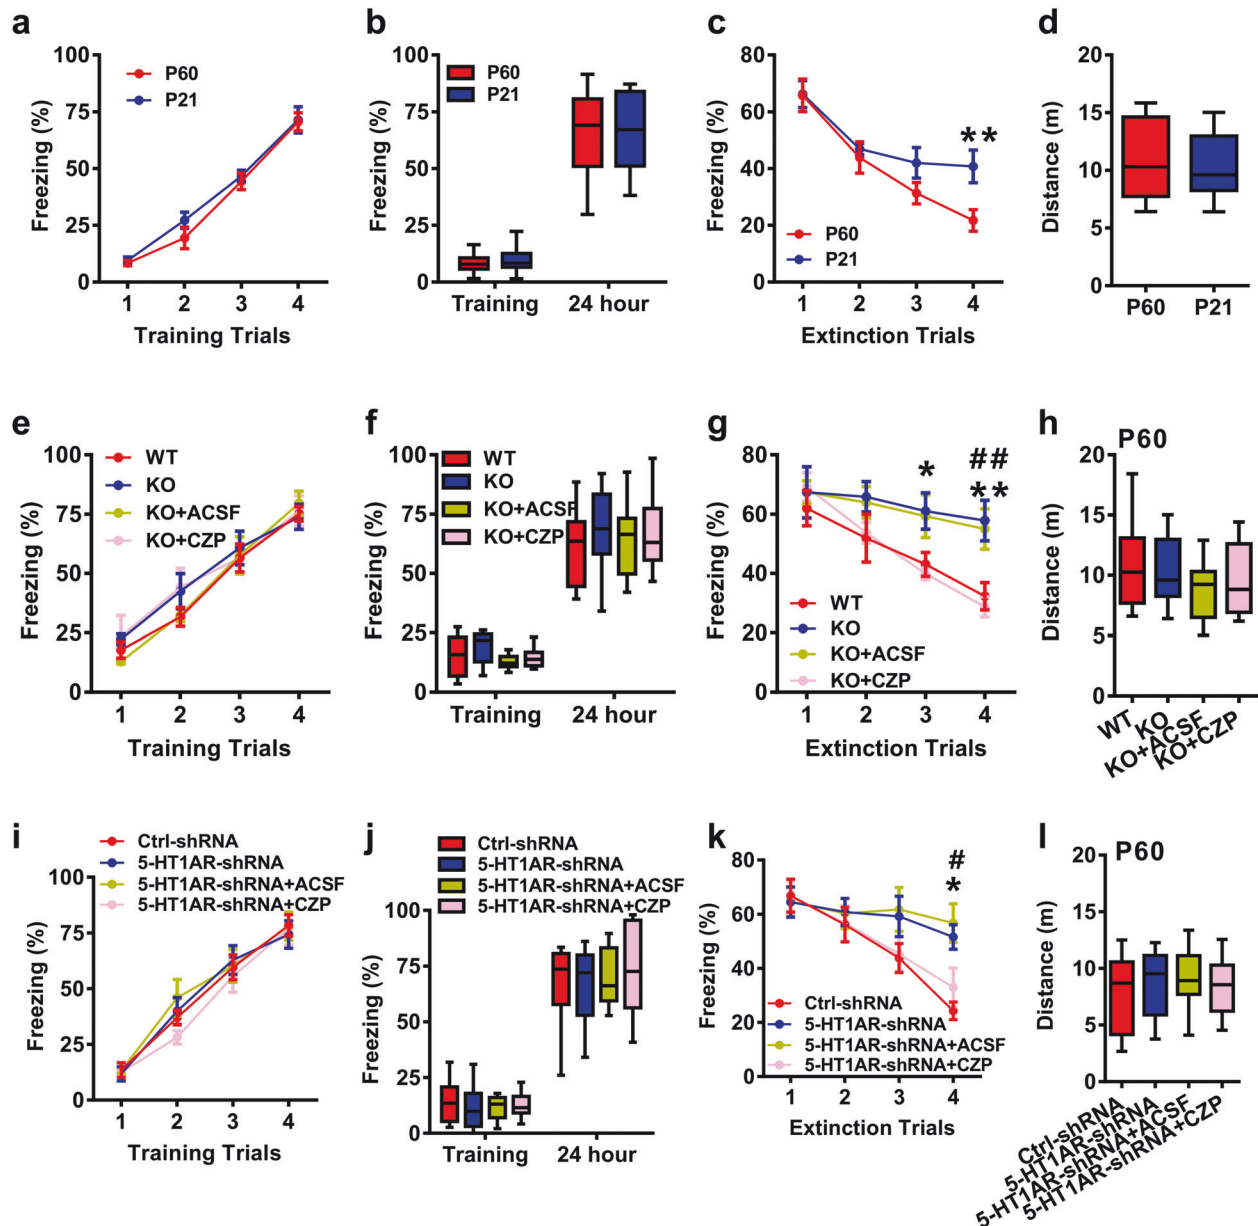 a
100
75
50
25
0
Freezing (%)
P60
P21
1 2 3 4
Training Trials
b
100
75
50
25
0
Freezing (%)
P60
P21
Training 24 hour
c
80
60
40
20
0
Freezing (%)
**
P60
P21
1 2 3 4
Extinction Trials
d
20
15
10
5
0
Distance (m)
P60 P21
e
100
75
50
25
0
Freezing (%)
WT
KO
KO+ACSF
KO+CZP
1 2 3 4
Training Trials
f
100
75
50
25
0
Freezing (%)
WT
KO
KO+ACSF
KO+CZP
Training 24 hour
g
80
60
40
20
0
Freezing (%)
##
* **
WT
KO
KO+ACSF
KO+CZP
1 2 3 4
Extinction Trials
h
P60
20
15
10
5
0
Distance (m)
WT
KO
KO+ACSF
KO+CZP
i
Ctrl-shRNA
5-HT1AR-shRNA
5-HT1AR-shRNA+ACSF
5-HT1AR-shRNA+CZP
100
75
50
25
0
Freezing (%)
1 2 3 4
Training Trials
j
Ctrl-shRNA
5-HT1AR-shRNA
5-HT1AR-shRNA+ACSF
5-HT1AR-shRNA+CZP
100
75
50
25
0
Freezing (%)
Training 24 hour
k
80
60
40
20
0
Freezing (%)
#
*
Ctrl-shRNA
5-HT1AR-shRNA
5-HT1AR-shRNA+ACSF
5-HT1AR-shRNA+CZP
1 2 3 4
Extinction Trials
l
P60
20
15
10
5
0
Distance (m)
Ctrl-shRNA
5-HT1AR-shRNA
5-HT1AR-shRNA+ACSF
5-HT1AR-shRNA+CZP